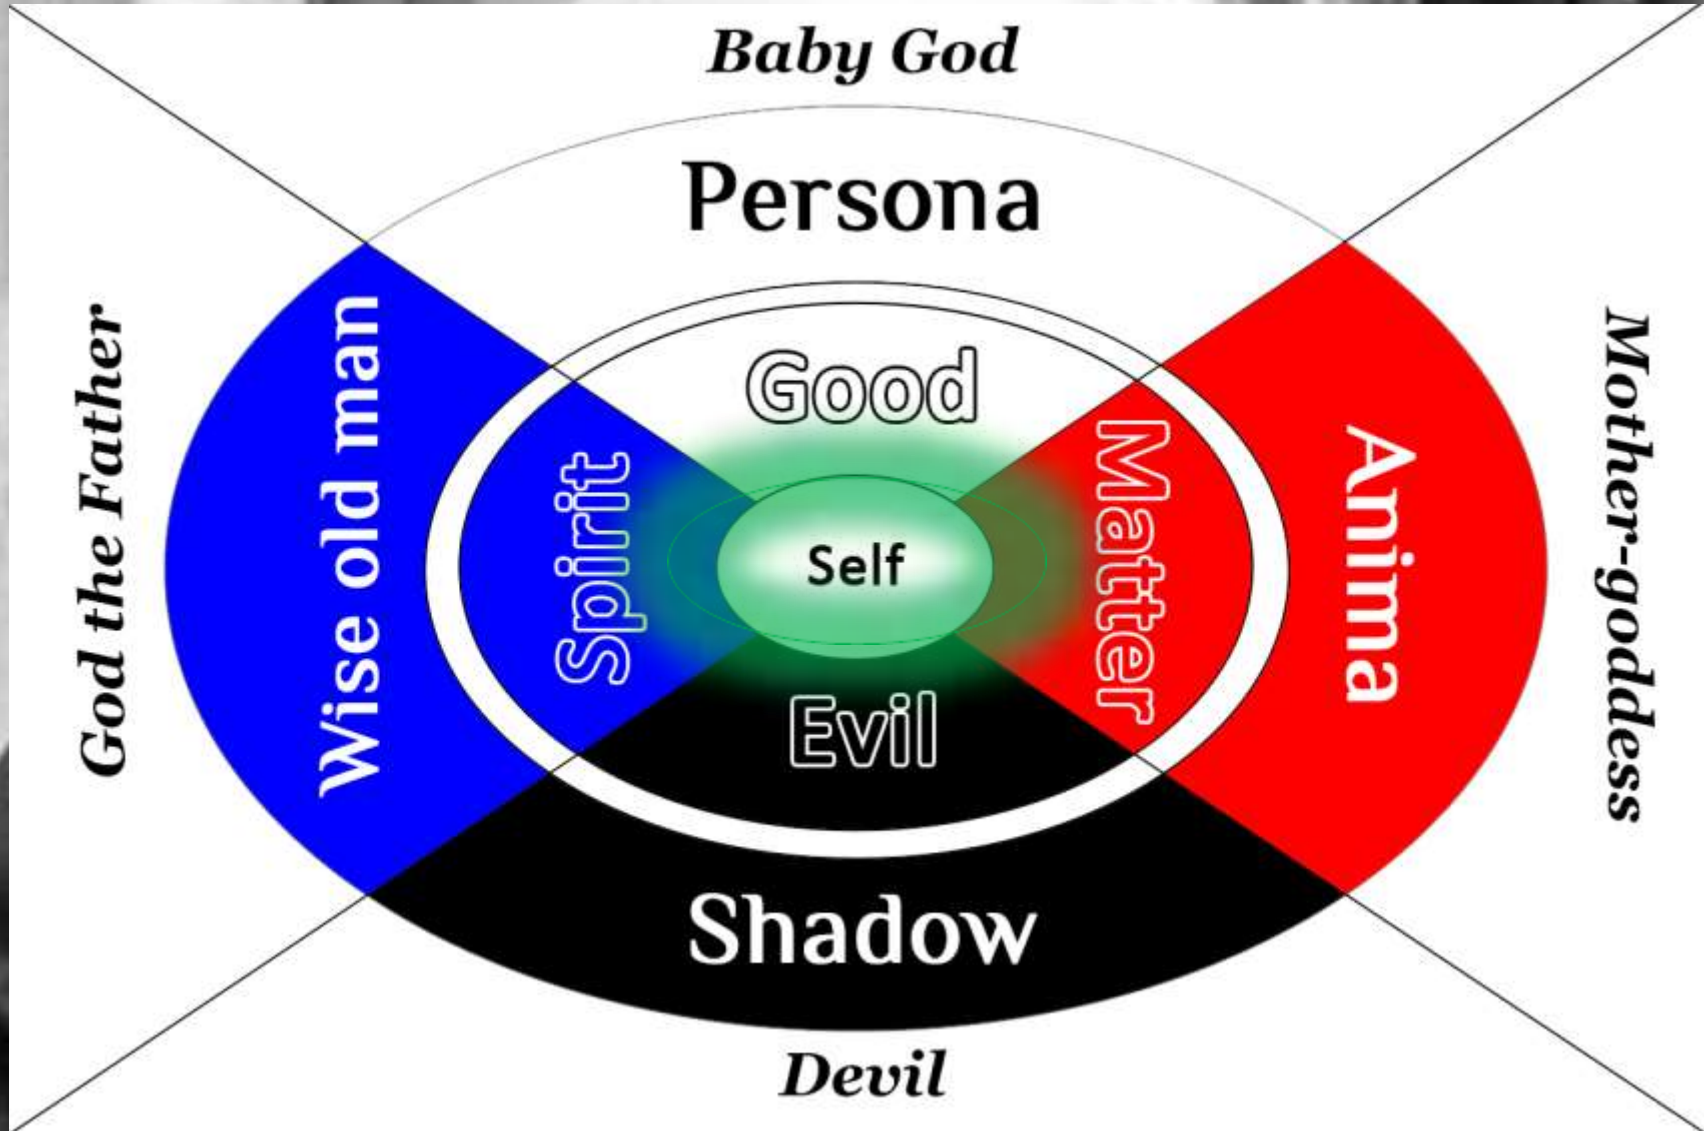 Baby God
Persona
Good
God the Father
Wise old man
Spirit
Self
Matter
Anima
Mother-goddess
Evil
Shadow
Devil